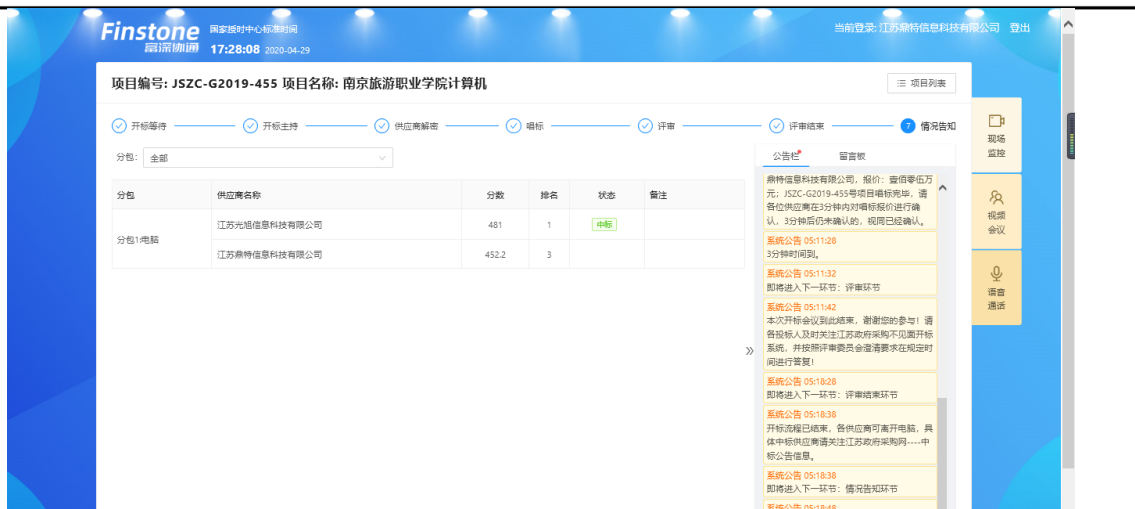 Finstone
富深协通
国家授时中心标准时间
17:28:08 2020-04-29
当前登录: 江苏鼎特信息科技有限公司 登出
项目编号: JSZC-G2019-455 项目名称: 南京旅游职业学院计算机
项目列表
开标等待
开标主持
供应商解密
唱标
评审
评审结束
7 情况告知
分包: 全部
分包 供应商名称 分数 排名 状态 备注
分包1:电脑
江苏光旭信息科技有限公司 481 1 中标
江苏鼎特信息科技有限公司 452.2 3
公告栏 留言板
鼎特信息科技有限公司，报价：壹佰零伍万
元；JSZC-G2019-455号项目唱标完毕，请
各位供应商在3分钟内对唱标报价进行确
认，3分钟后仍未确认的，视同已经确认。
系统公告 05:11:28
3分钟时间到。
系统公告 05:11:32
即将进入下一环节：评审环节
系统公告 05:11:42
本次开标会议到此结束，谢谢您的参与！请
各投标人及时关注江苏政府采购不见面开标
系统，并按照评审委员会澄清要求在规定时
间进行答复！
系统公告 05:18:28
即将进入下一环节：评审结束环节
系统公告 05:18:38
开标流程已结束，各供应商可离开电脑，具
体中标供应商请关注江苏政府采购网----中
标公告信息。
系统公告 05:18:38
即将进入下一环节：情况告知环节
系统公告 05:18:48
现场
监控
视频
会议
语音
通话